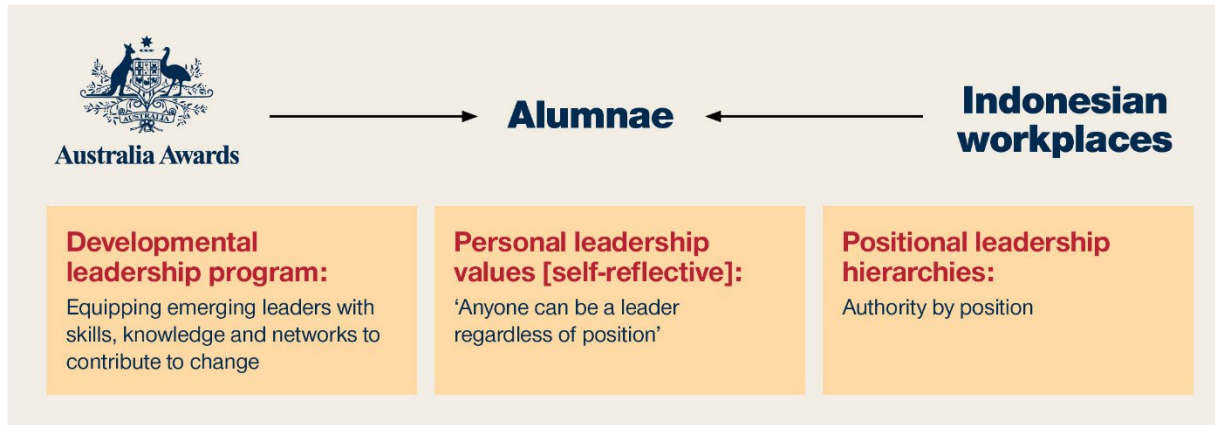 AUSTRALIA
Australia Awards
Alumnae
Indonesian
workplaces
Developmental
leadership program:
Equipping emerging leaders with
skills, knowledge and networks to
contribute to change
Personal leadership
values [self-reflective]:
‘Anyone can be a leader
regardless of position’
Positional leadership
hierarchies:
Authority by position